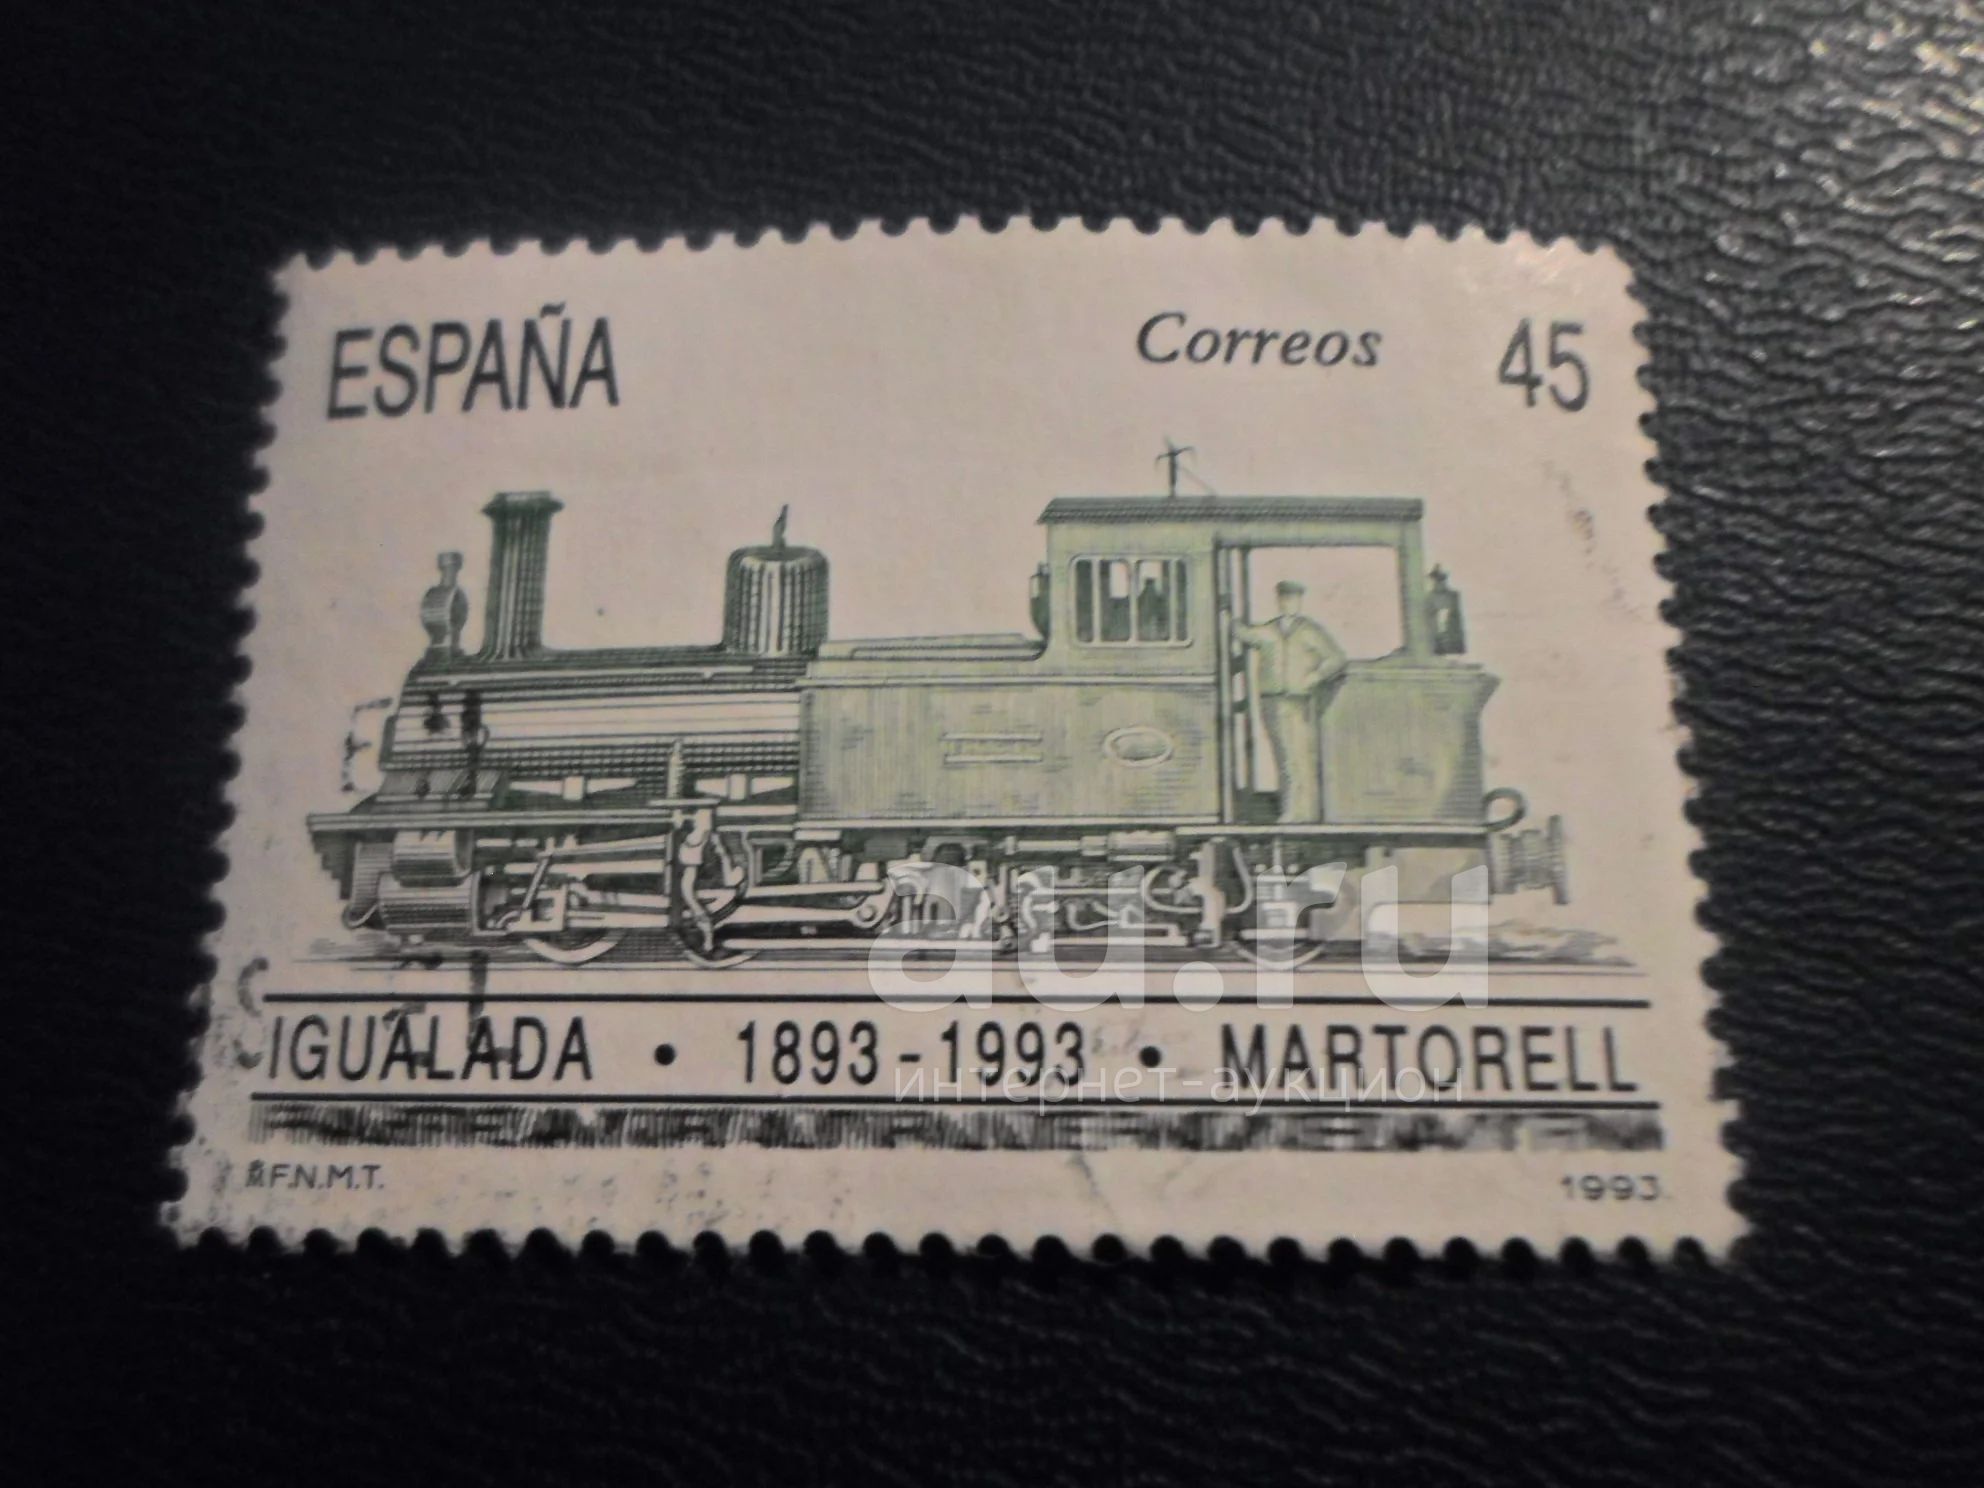 ESPAÑA Correos 45
au.ru
IGUALADA • 1893-1993 • MARTORELL
интернет-аукцион
F.N.M.T. 1993